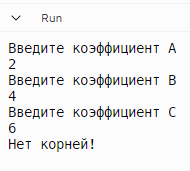 Run
Введите коэффициент A
2
Введите коэффициент B
4
Введите коэффициент C
6
Нет корней!